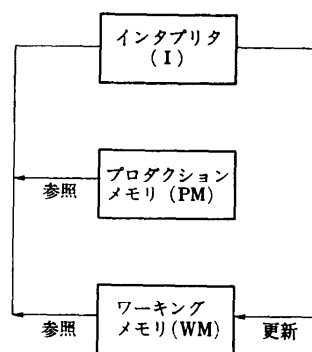 インタプリタ
(I)
プロダクション
メモリ (PM)
参照
ワーキング
メモリ(WM)
参照
更新